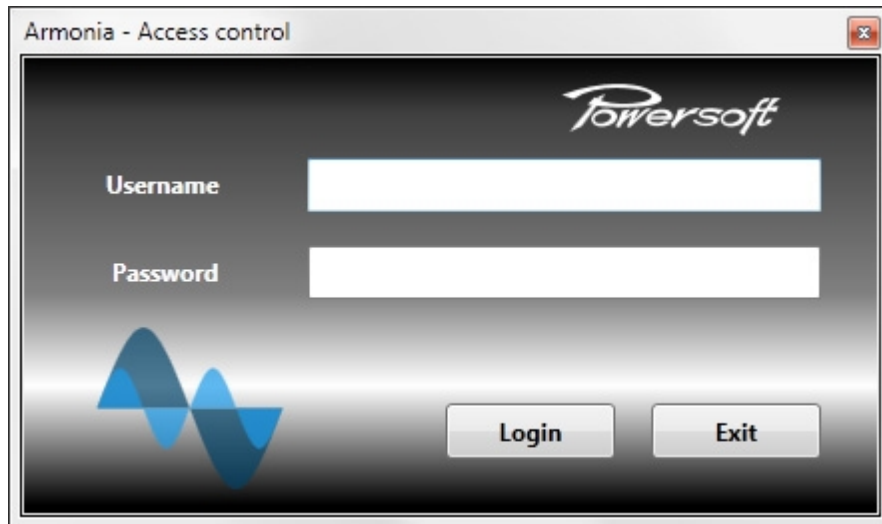 Armonia - Access control
Powersoft
Username
Password
Login
Exit